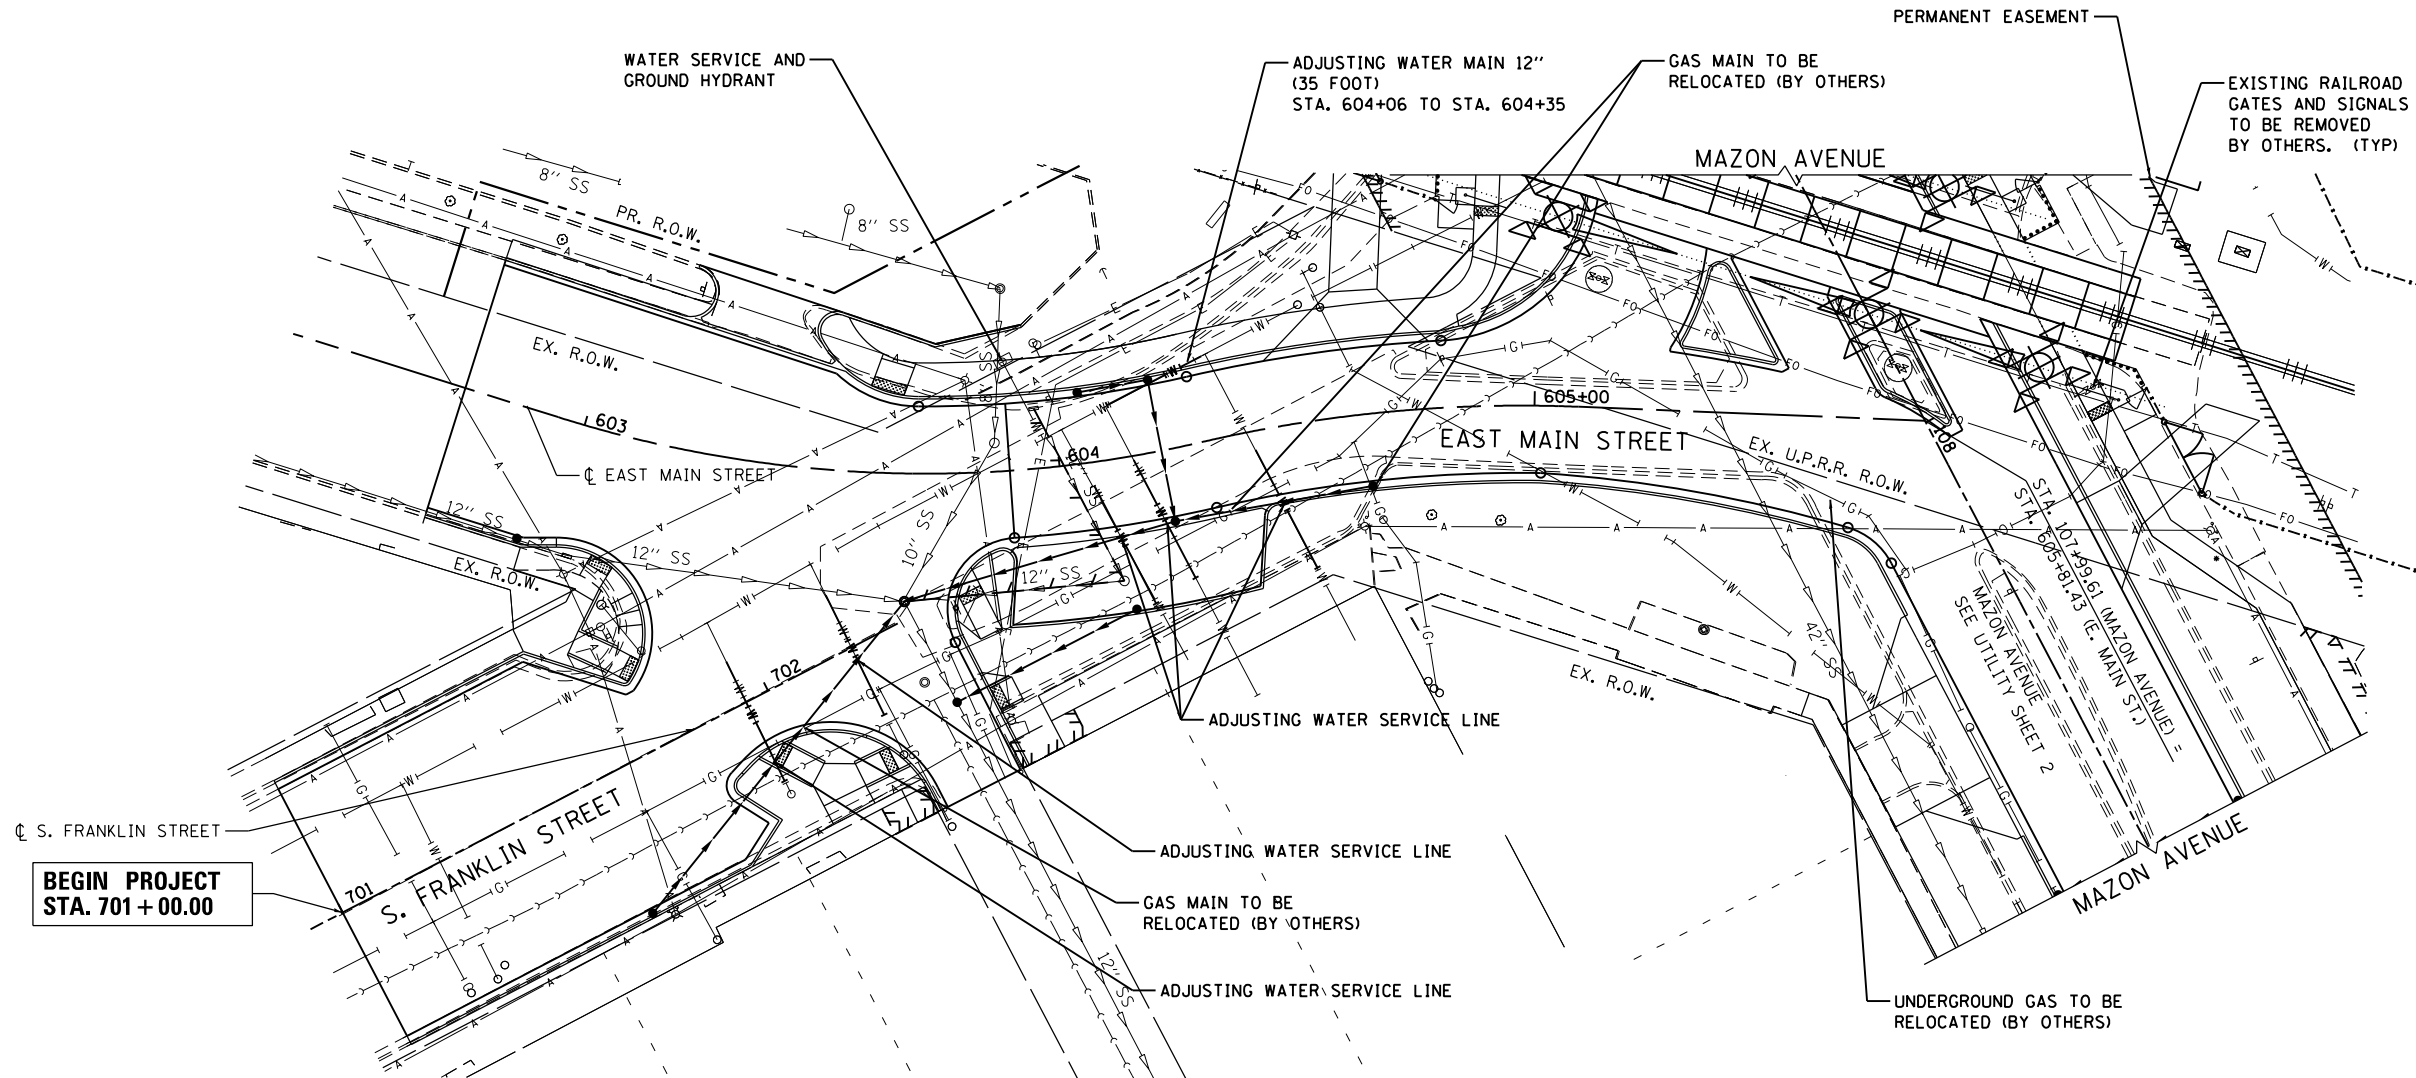 PERMANENT EASEMENT
WATER SERVICE AND
GROUND HYDRANT
ADJUSTING WATER MAIN 12"
(35 FOOT)
STA. 604+06 TO STA. 604+35
GAS MAIN TO BE
RELOCATED (BY OTHERS)
EXISTING RAILROAD
GATES AND SIGNALS
TO BE REMOVED
BY OTHERS. (TYP)
MAZON AVENUE
8" SS
PR. R.O.W.
8" SS
EX. R.O.W.
603
℄ EAST MAIN STREET
604
605+00
EAST MAIN STREET
EX. U.P.R.R. R.O.W.
108
12" SS
12" SS
EX. R.O.W.
10" SS
SS
12" SS
STA. 107+99.61 (MAZON AVENUE) =
STA. 605+81.43 (E. MAIN ST.)
MAZON AVENUE
SEE UTILITY SHEET 2
42" SS
EX. R.O.W.
702
ADJUSTING WATER SERVICE LINE
℄ S. FRANKLIN STREET
S. FRANKLIN STREET
701
BEGIN PROJECT
STA. 701+00.00
ADJUSTING WATER SERVICE LINE
GAS MAIN TO BE
RELOCATED (BY OTHERS)
ADJUSTING WATER SERVICE LINE
12" SS
MAZON AVENUE
UNDERGROUND GAS TO BE
RELOCATED (BY OTHERS)